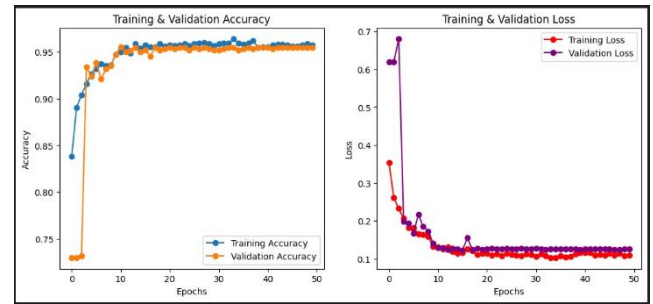 Training & Validation Accuracy
0.95
0.90
0.85
0.80
0.75
Accuracy
0
10
20
30
40
50
Epochs
Training Accuracy
Validation Accuracy
Training & Validation Loss
0.7
0.6
0.5
0.4
0.3
0.2
0.1
Loss
0
10
20
30
40
50
Epochs
Training Loss
Validation Loss